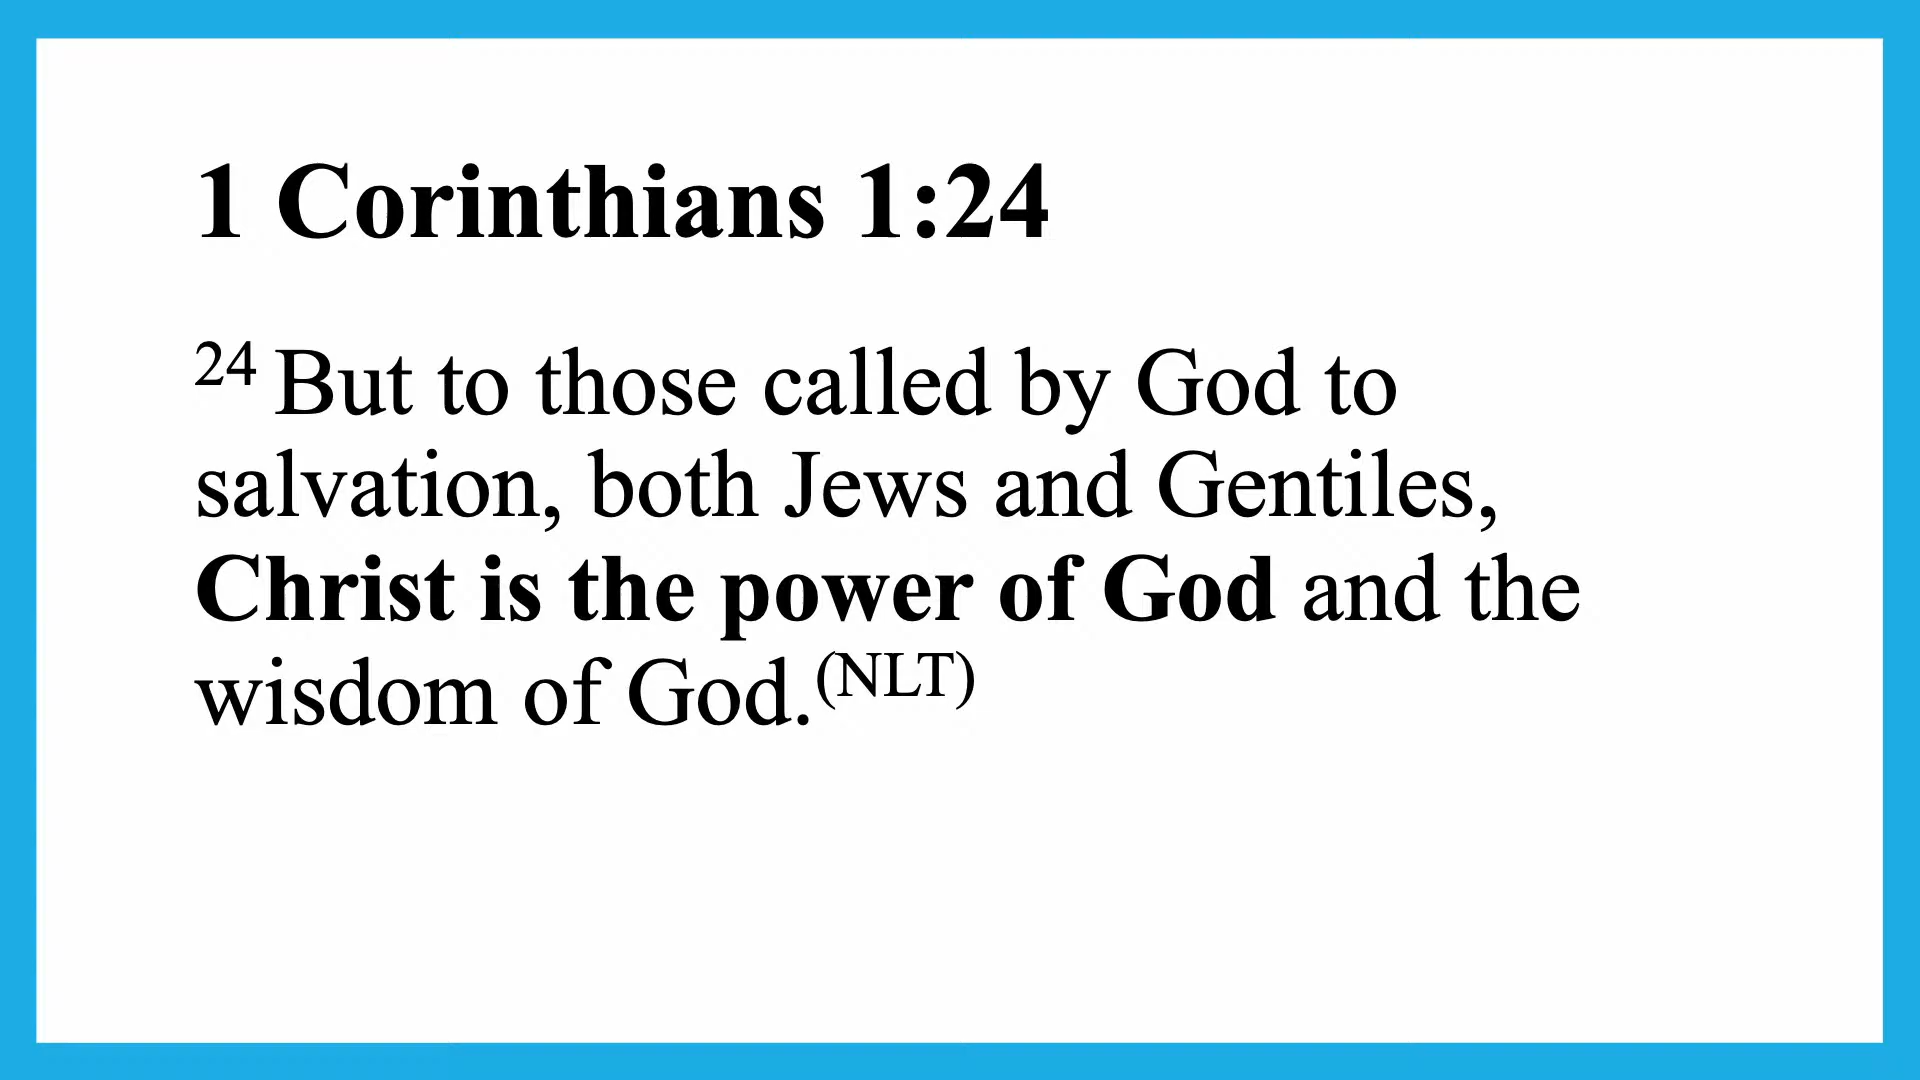 1 Corinthians 1:24
24 But to those called by God to
salvation, both Jews and Gentiles,
Christ is the power of God and the
wisdom of God.(NLT)